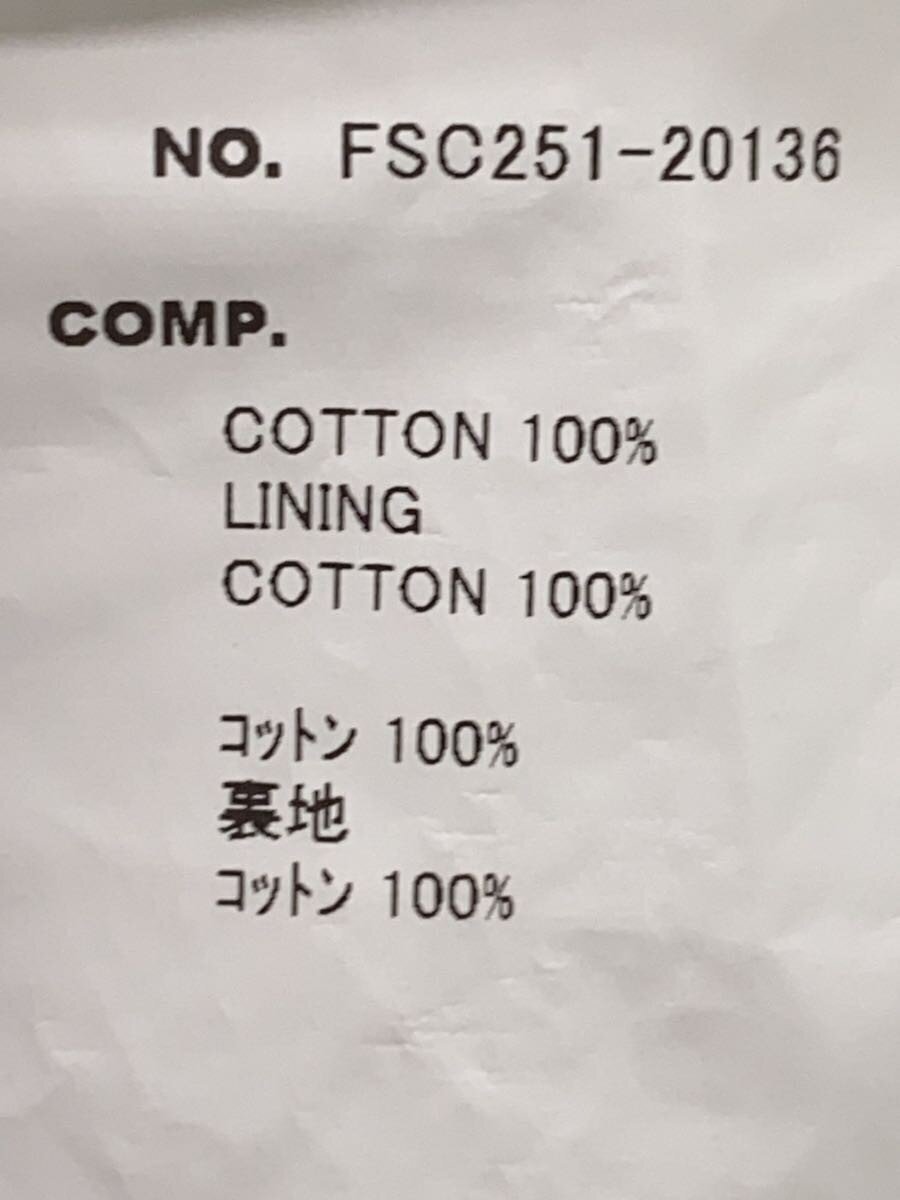 NO. FSC251-20136
COMP.
COTTON 100%
LINING
COTTON 100%
コットン 100%
裏地
コットン 100%